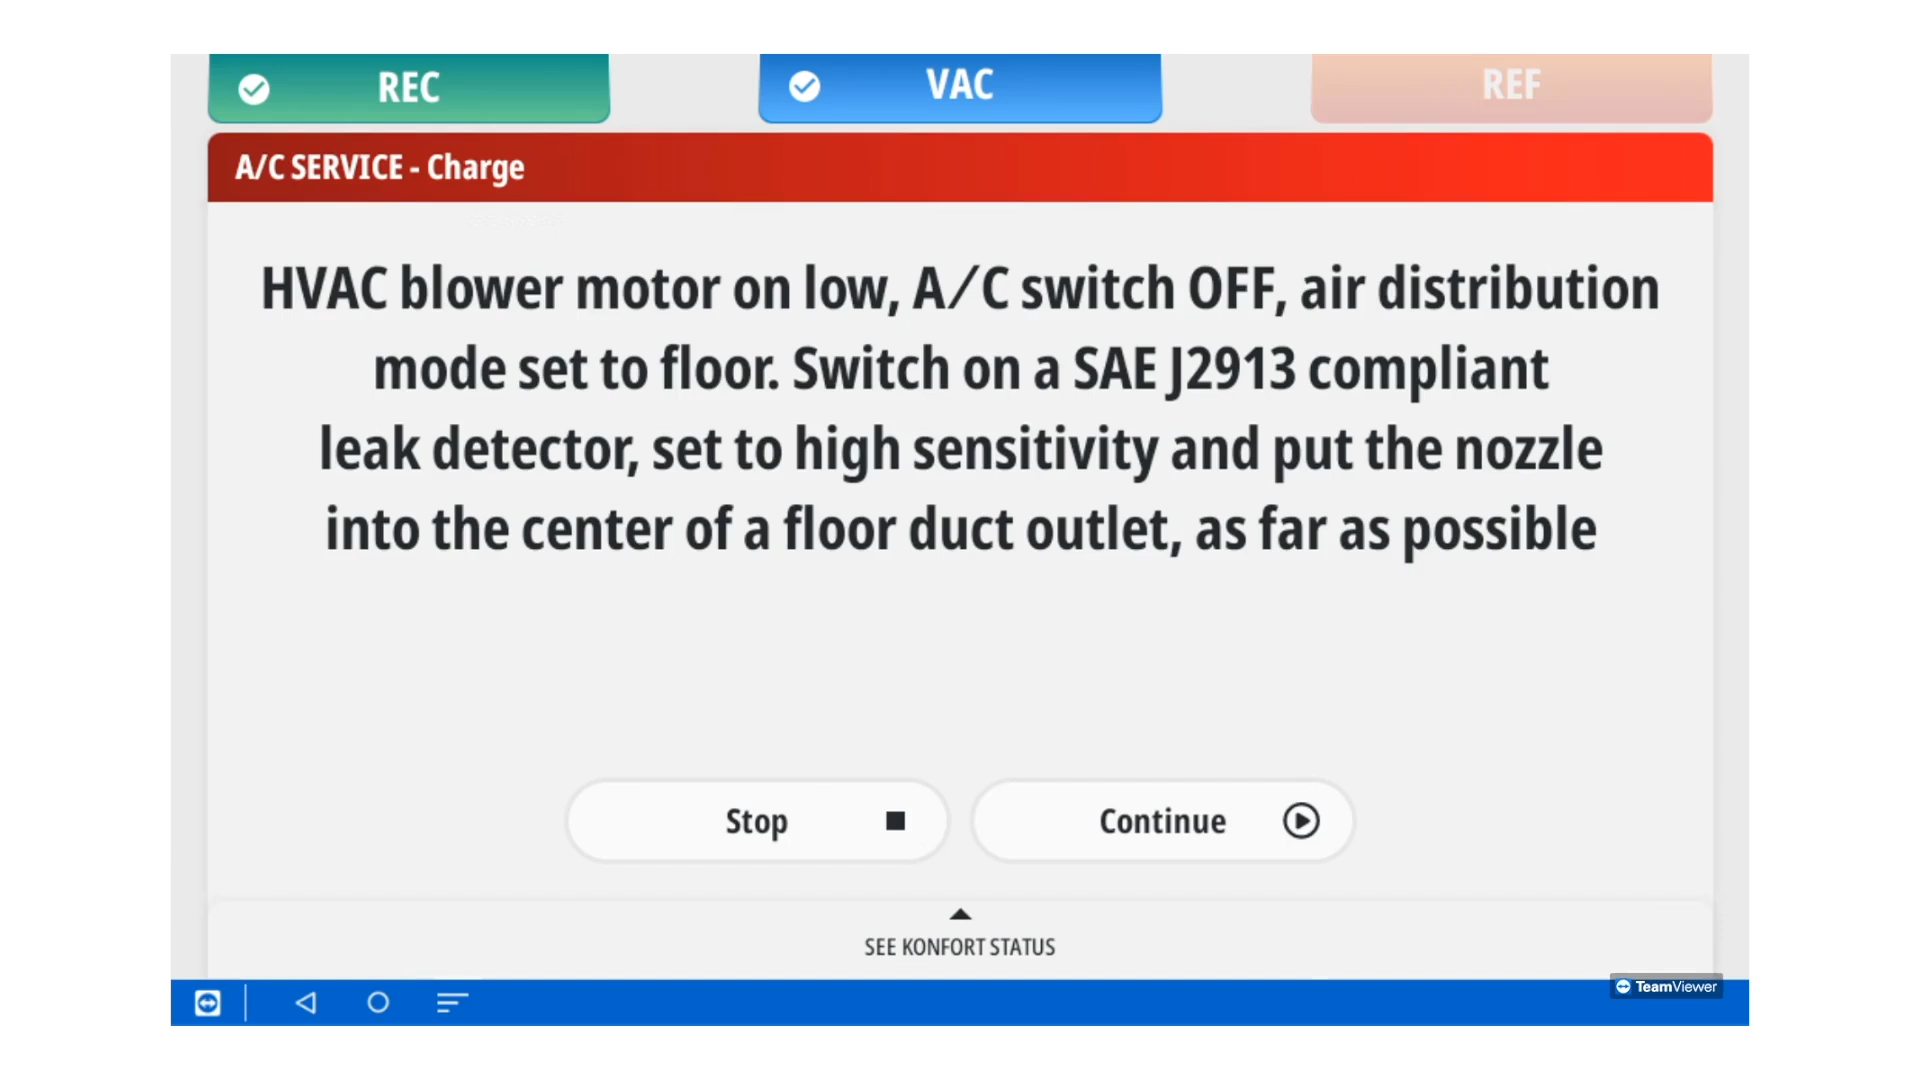 REC
VAC
REF
A/C SERVICE - Charge
HVAC blower motor on low, A/C switch OFF, air distribution
mode set to floor. Switch on a SAE J2913 compliant
leak detector, set to high sensitivity and put the nozzle
into the center of a floor duct outlet, as far as possible
Stop
Continue
SEE KONFORT STATUS
TeamViewer